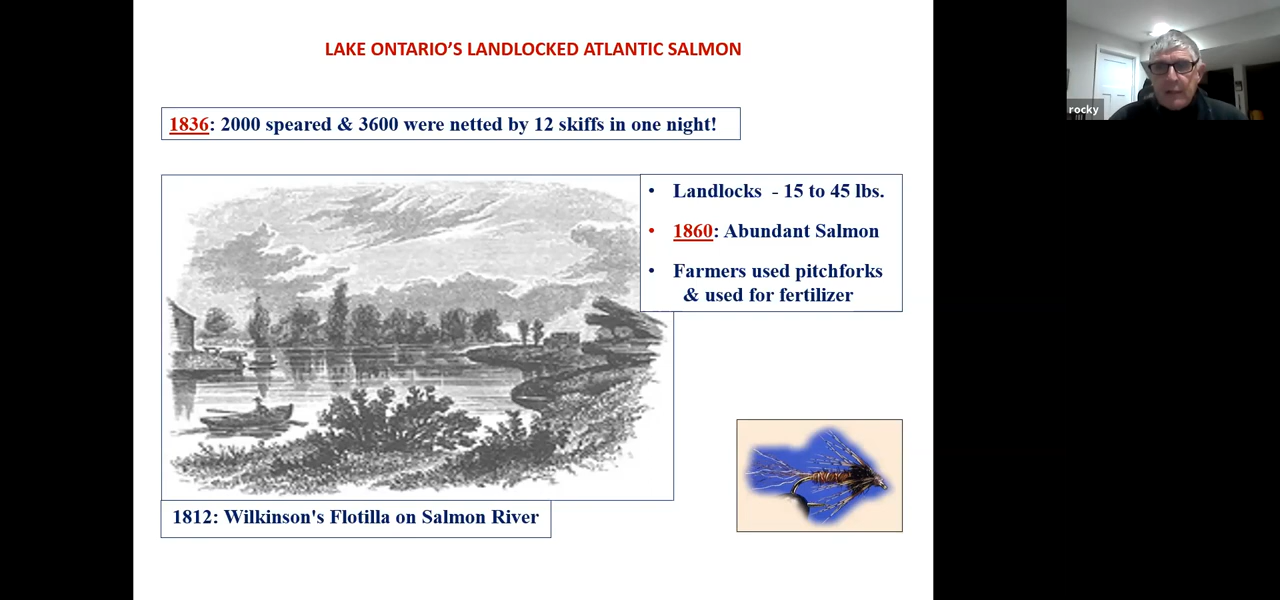 LAKE ONTARIO'S LANDLOCKED ATLANTIC SALMON
1836: 2000 speared & 3600 were netted by 12 skiffs in one night!
• Landlocks - 15 to 45 lbs.
• 1860: Abundant Salmon
• Farmers used pitchforks
& used for fertilizer
1812: Wilkinson's Flotilla on Salmon River
rocky